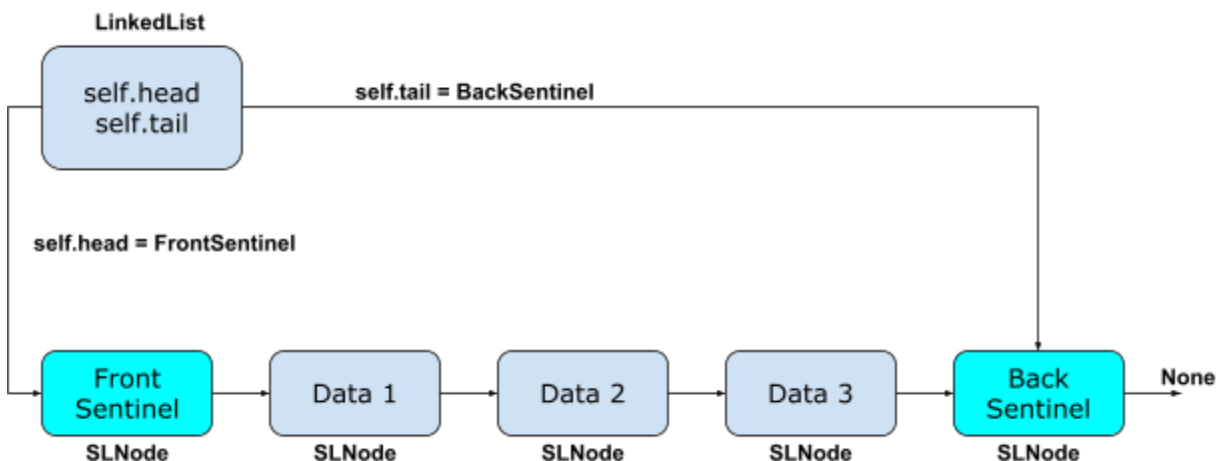 LinkedList
self.head
self.tail
self.tail = BackSentinel
self.head = FrontSentinel
Front
Sentinel
Data 1
Data 2
Data 3
Back
Sentinel
None
SLNode
SLNode
SLNode
SLNode
SLNode